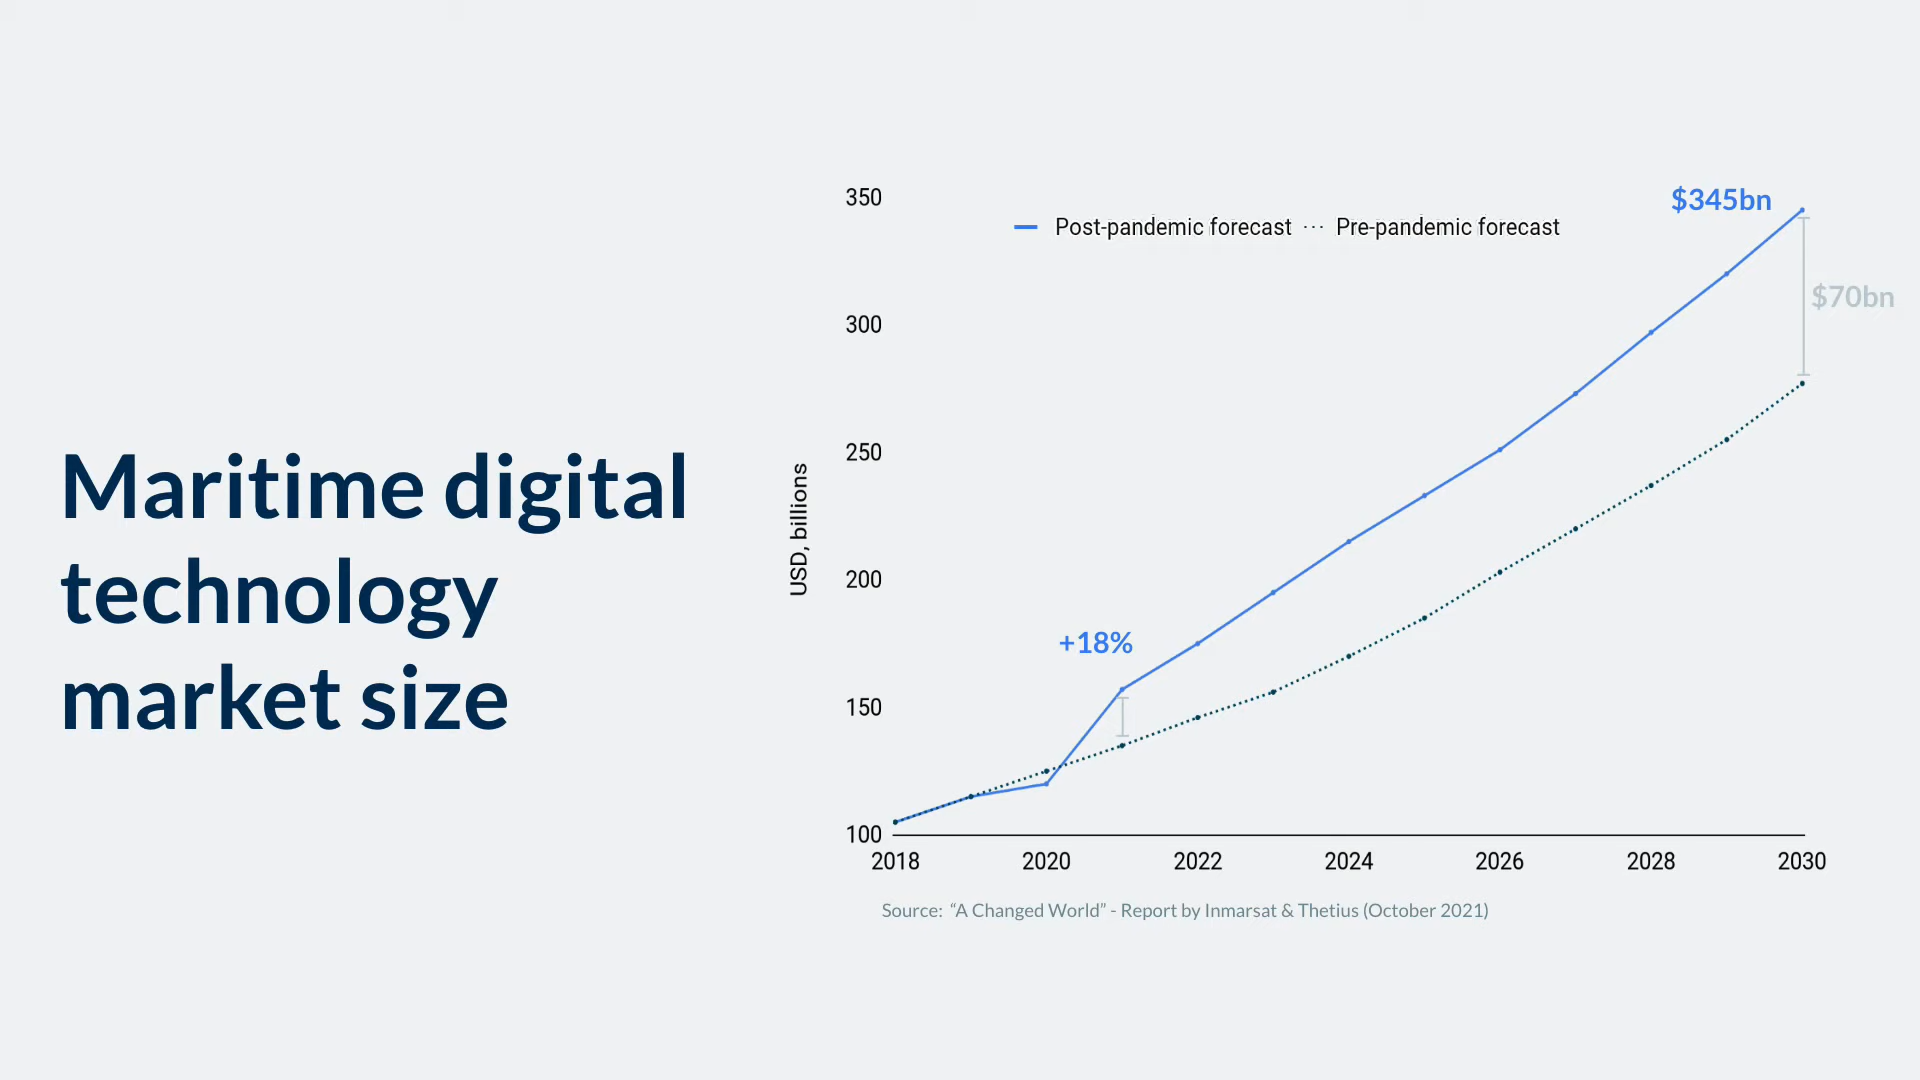 Maritime digital
technology
market size
350
300
250
200
150
100
USD, billions
Post-pandemic forecast
Pre-pandemic forecast
$345bn
$70bn
+18%
2018
2020
2022
2024
2026
2028
2030
Source: “A Changed World” - Report by Inmarsat & Thetius (October 2021)